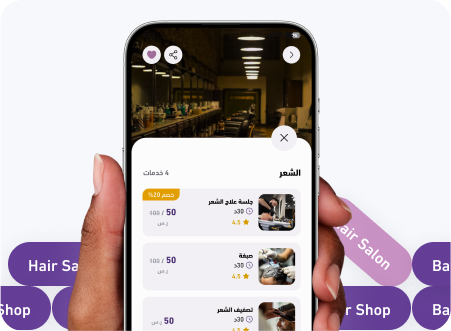 الشعر
4 خدمات
خصم 20%
جلسة علاج الشعر
30د
4.5
50 / 100
ر.س
صبغة
30د
4.5
50 / 100
ر.س
تصفيف الشعر
30د
4.5
50 ر.س
Hair Sa
Hair Salon
Ba
Shop
r Shop
Ba